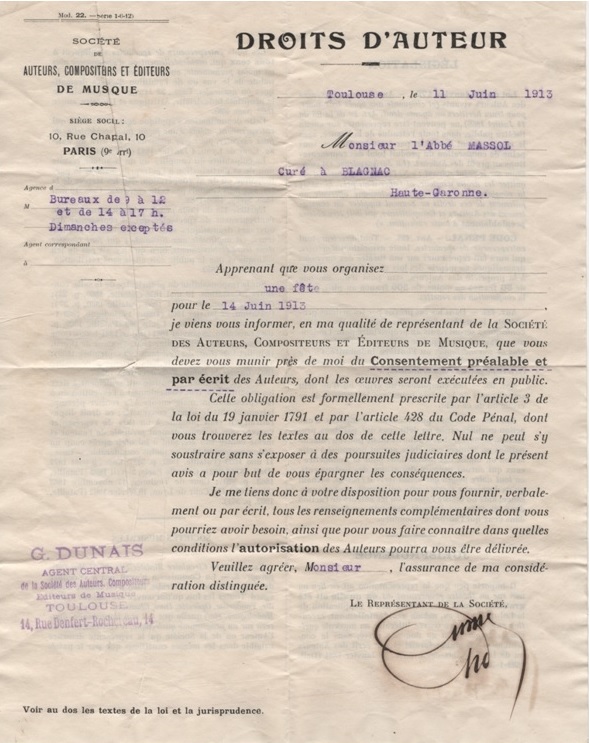 Mod. 22. — série 1-6-12)
SOCIÉTÉ
DE
AUTEURS, COMPOSITEURS ET ÉDITEURS
DE MUSIQUE
SIÈGE SOCIAL:
10, Rue Chapal, 10
PARIS (9e arrt)
DROITS D'AUTEUR
Toulouse, le 11 Juin 1913
Monsieur l'Abbé MASSOL
Curé à BLAGNAC
Haute-Garonne.
Agence d
M Bureaux de 9 à 12
et de 14 à 17 h.
Dimanches exceptés
Agent correspondant
à
Apprenant que vous organisez
une fête
pour le 14 Juin 1913.
je viens vous informer, en ma qualité de représentant de la SOCIÉTÉ
DES AUTEURS, COMPOSITEURS ET ÉDITEURS DE MUSIQUE, que vous
devez vous munir près de moi du Consentement préalable et
par écrit des Auteurs, dont les œuvres seront exécutées en public.
Cette obligation est formellement prescrite par l'article 3 de
la loi du 19 janvier 1791 et par l'article 428 du Code Pénal, dont
vous trouverez les textes au dos de cette lettre. Nul ne peut s'y
soustraire sans s'exposer à des poursuites judiciaires dont le présent
avis a pour but de vous épargner les conséquences.
Je me tiens donc à votre disposition pour vous fournir, verbale-
ment ou par écrit, tous les renseignements complémentaires dont vous
pourriez avoir besoin, ainsi que pour vous faire connaître dans quelles
conditions l'autorisation des Auteurs pourra vous être délivrée.
Veuillez agréer, Monsieur, l'assurance de ma considé-
ration distinguée.
LE REPRÉSENTANT DE LA SOCIÉTÉ,
G. DUNAIS
AGENT CENTRAL
de la Société des Auteurs, Compositeurs
Editeurs de Musique
TOULOUSE
14, Rue Denfert-Rochereau, 14
Voir au dos les textes de la loi et la jurisprudence.